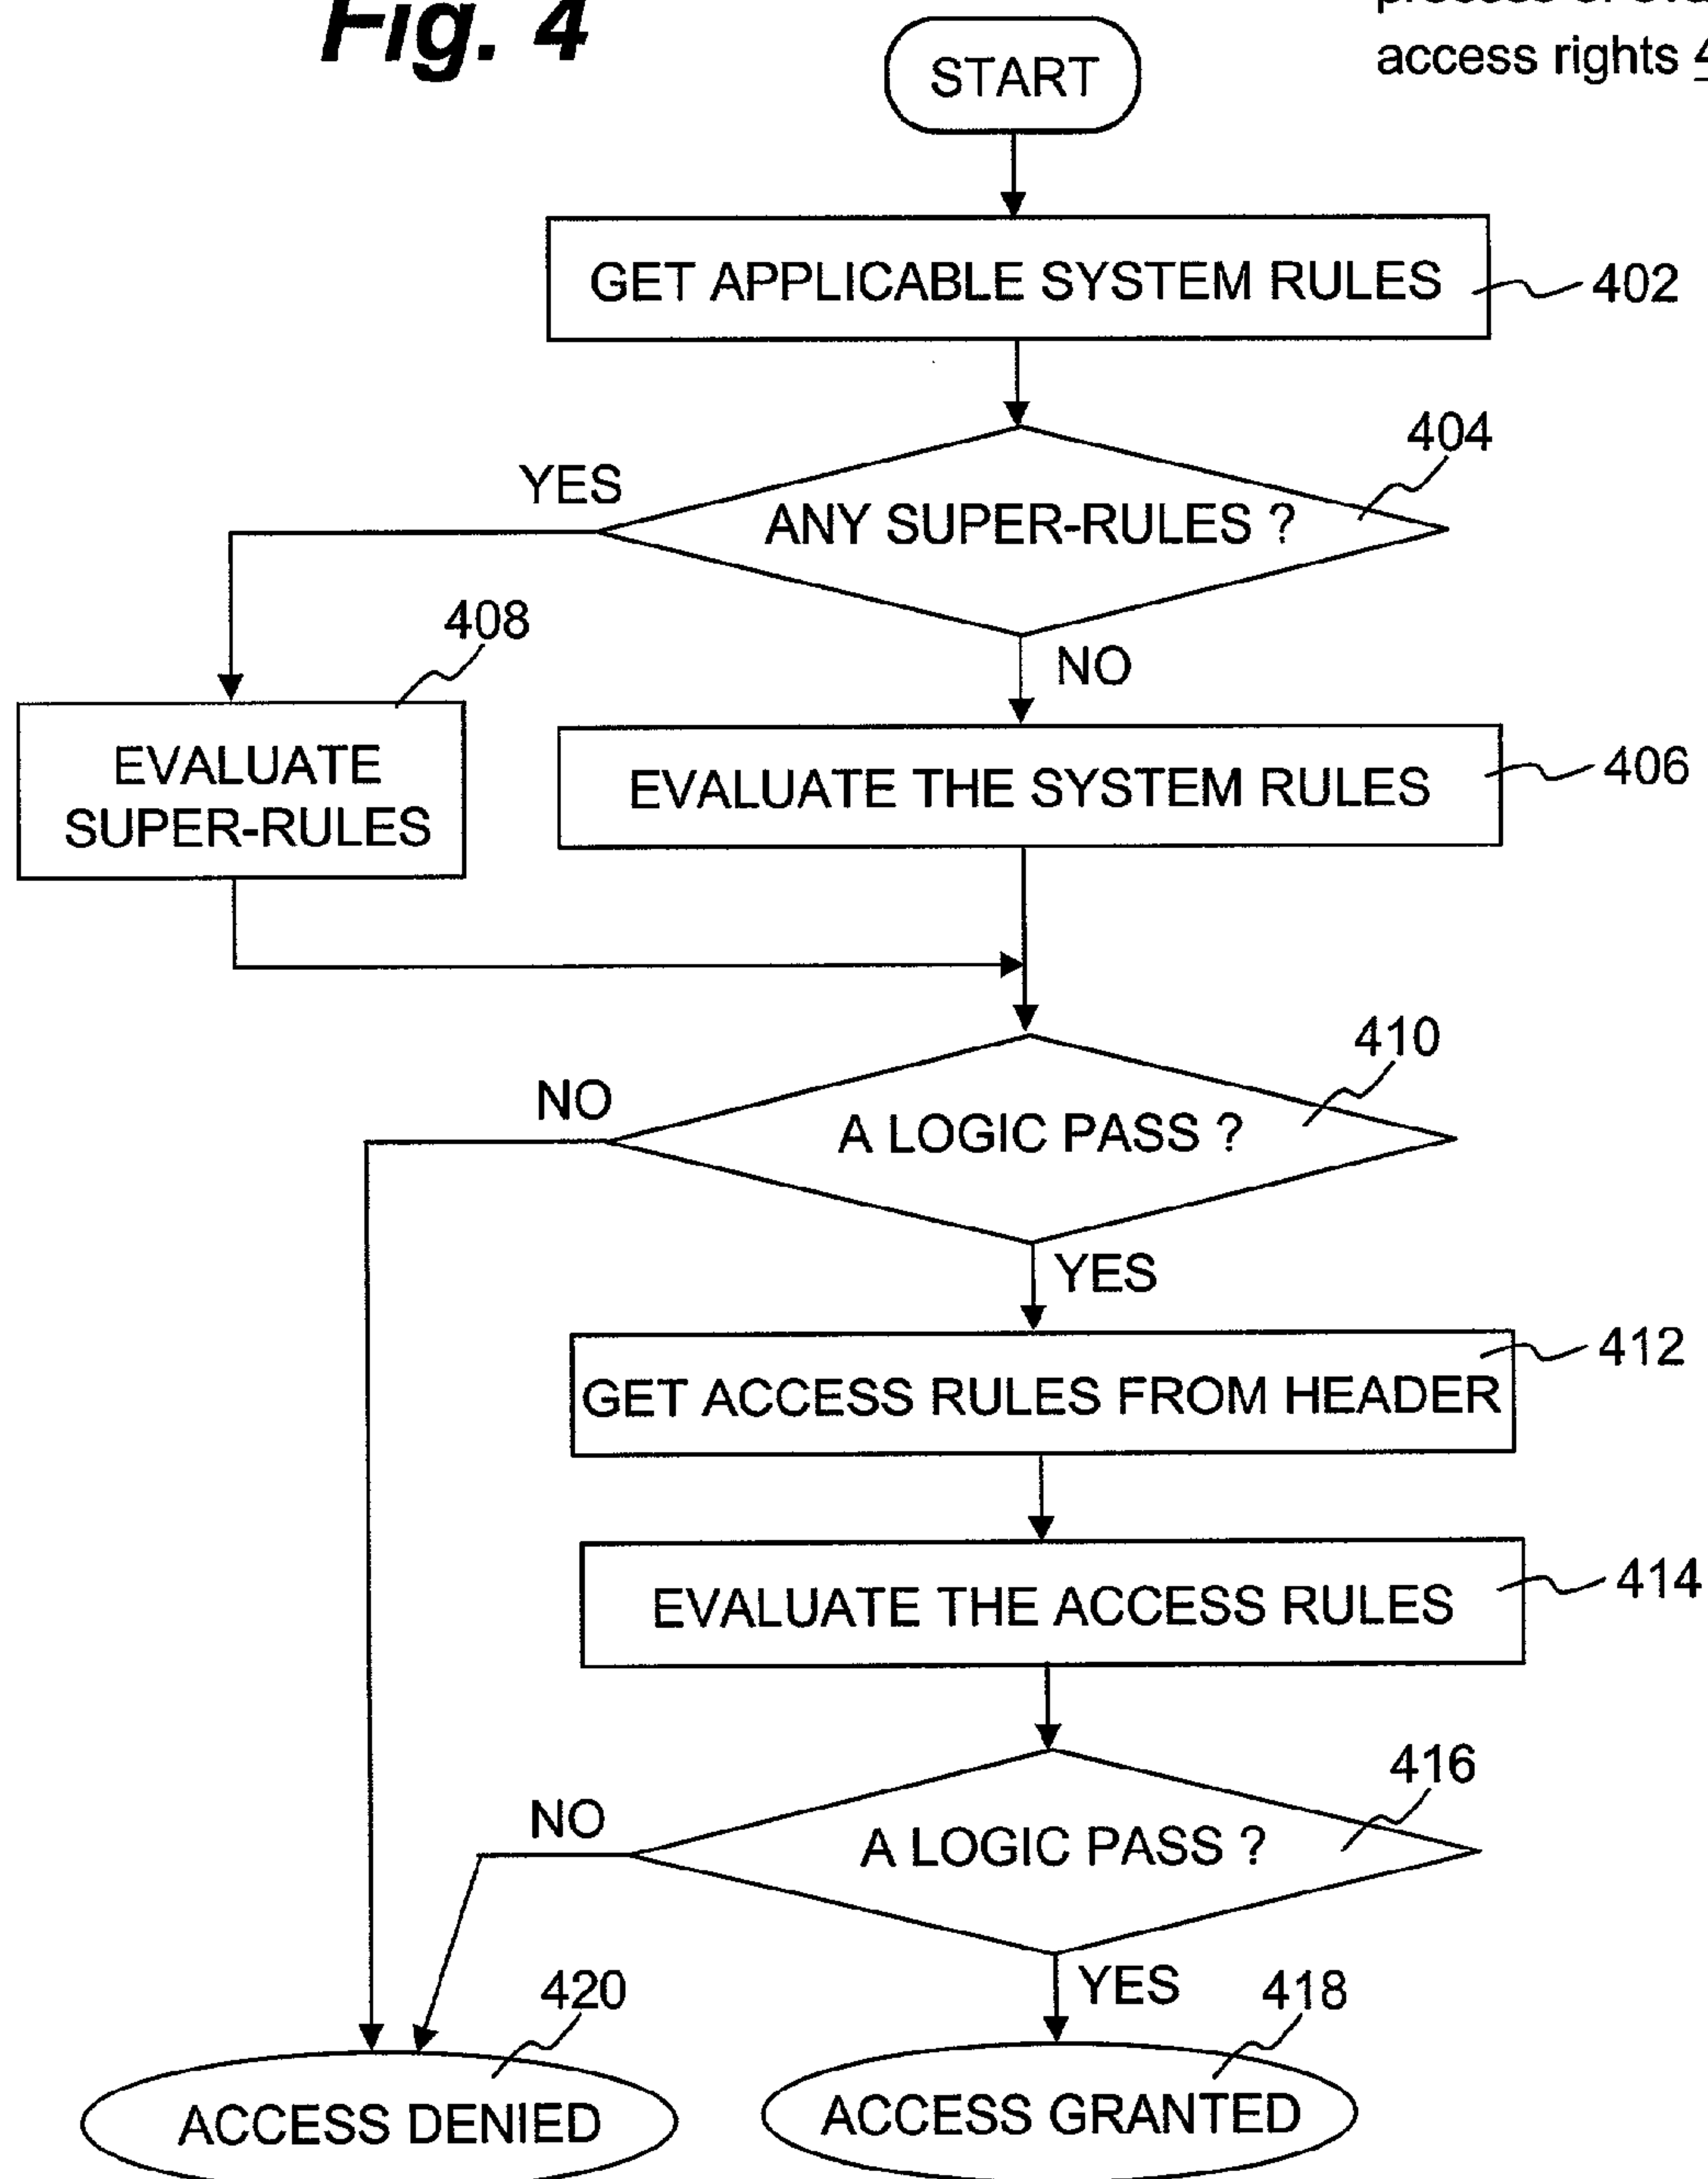 Fig. 4
access rights
START
GET APPLICABLE SYSTEM RULES
402
404
YES
ANY SUPER-RULES ?
408
NO
EVALUATE
SUPER-RULES
EVALUATE THE SYSTEM RULES
406
410
NO
A LOGIC PASS ?
YES
412
GET ACCESS RULES FROM HEADER
EVALUATE THE ACCESS RULES
414
416
NO
A LOGIC PASS ?
YES
420
418
ACCESS DENIED
ACCESS GRANTED